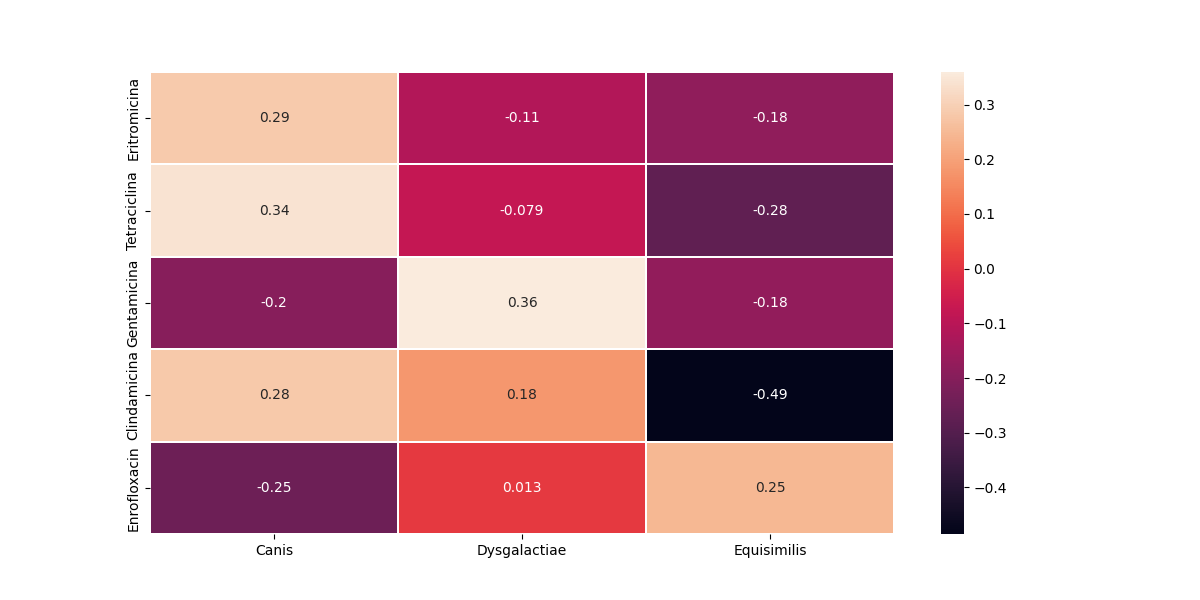 Eritromicina 0.29 -0.11 -0.18
Tetraciclina 0.34 -0.079 -0.28
Gentamicina -0.2 0.36 -0.18
Clindamicina 0.28 0.18 -0.49
Enrofloxacin -0.25 0.013 0.25
Canis Dysgalactiae Equisimilis
0.3
0.2
0.1
0.0
−0.1
−0.2
−0.3
−0.4